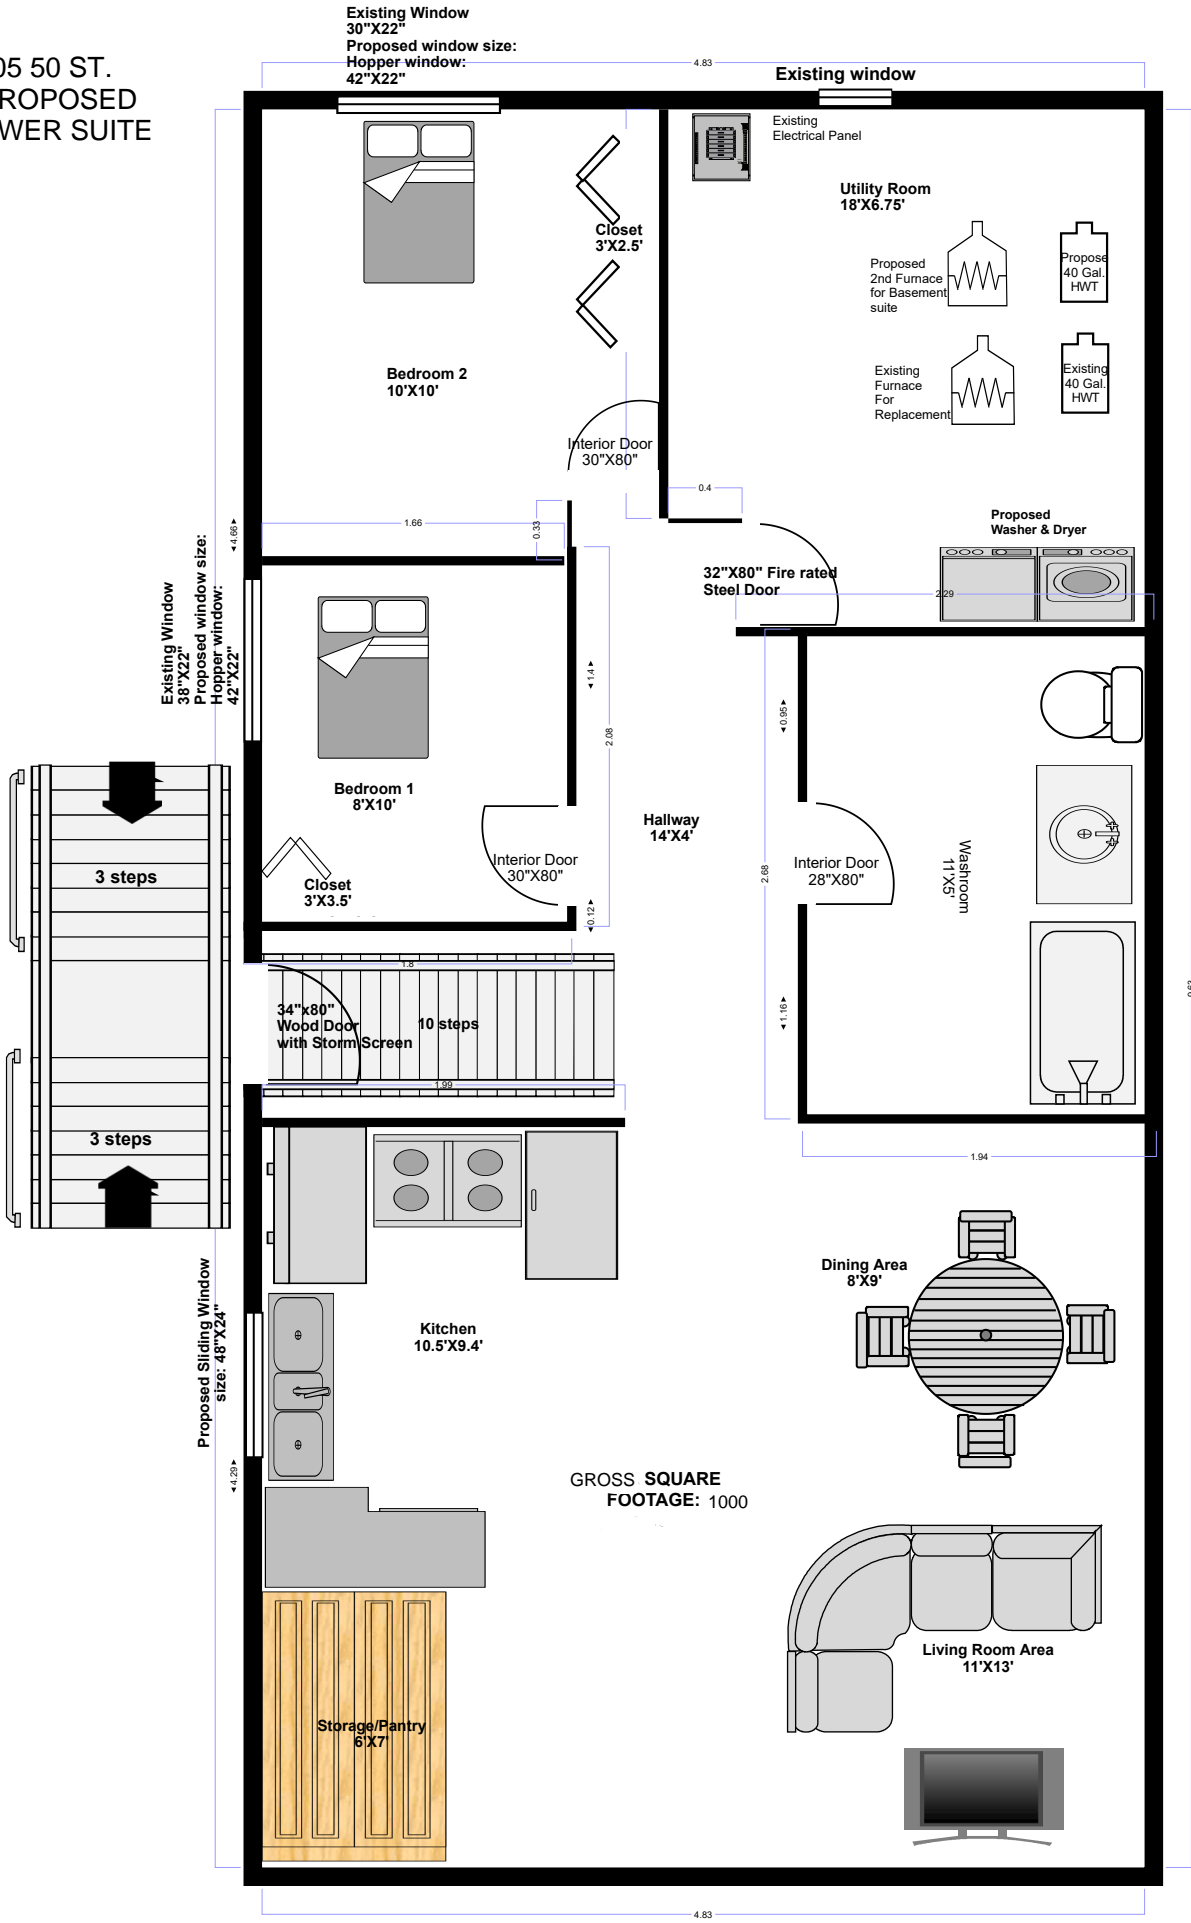 05 50 ST.
ROPOSED
WER SUITE
Existing Window
30"X22"
Proposed window size:
Hopper window:
42"X22"
4.83
Existing window
Existing
Electrical Panel
Utility Room
18'X6.75'
Closet
3'X2.5'
Proposed
2nd Furnace
for Basement
suite
Propose
40 Gal.
HWT
Bedroom 2
10'X10'
Existing
Furnace
For
Replacement
Existing
40 Gal.
HWT
Interior Door
30"X80"
0.4
1.66
0.33
4.66
Proposed
Washer & Dryer
32"X80" Fire rated
Steel Door
2.29
Existing Window
38"X22"
Proposed window size:
Hopper window:
42"X22"
1.4
2.08
0.95
Bedroom 1
8'X10'
Hallway
14'X4'
Interior Door
30"X80"
Interior Door
28"X80"
2.68
Washroom
11'X5'
3 steps
Closet
3'X3.5'
0.12
1.8
34"x80"
Wood Door
with Storm Screen
10 steps
1.16
1.99
3 steps
1.94
Dining Area
8'X9'
Proposed Sliding Window
size: 48"X24"
Kitchen
10.5'X9.4'
4.29
GROSS SQUARE
FOOTAGE: 1000
Living Room Area
11'X13'
Storage/Pantry
6'X7'
4.83